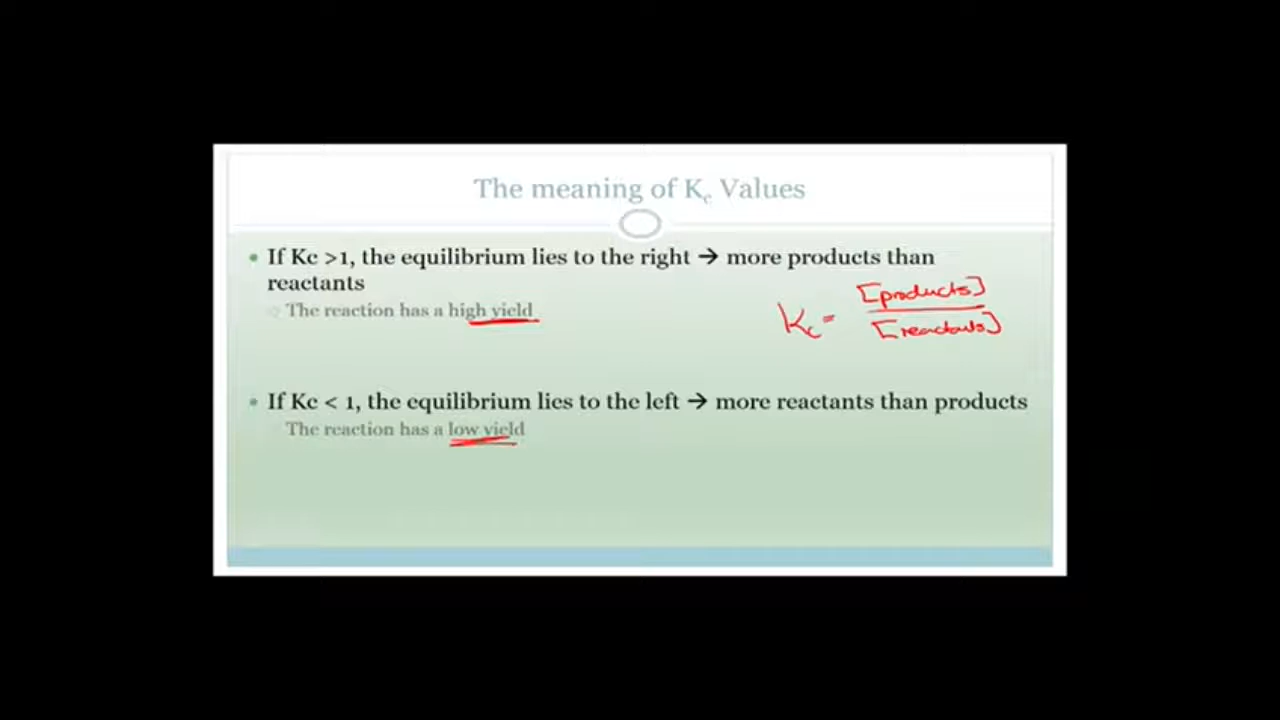 The meaning of Kc Values
If Kc >1, the equilibrium lies to the right → more products than
reactants
The reaction has a high yield
Kc = [products]
[reactants]
If Kc < 1, the equilibrium lies to the left → more reactants than products
The reaction has a low yield